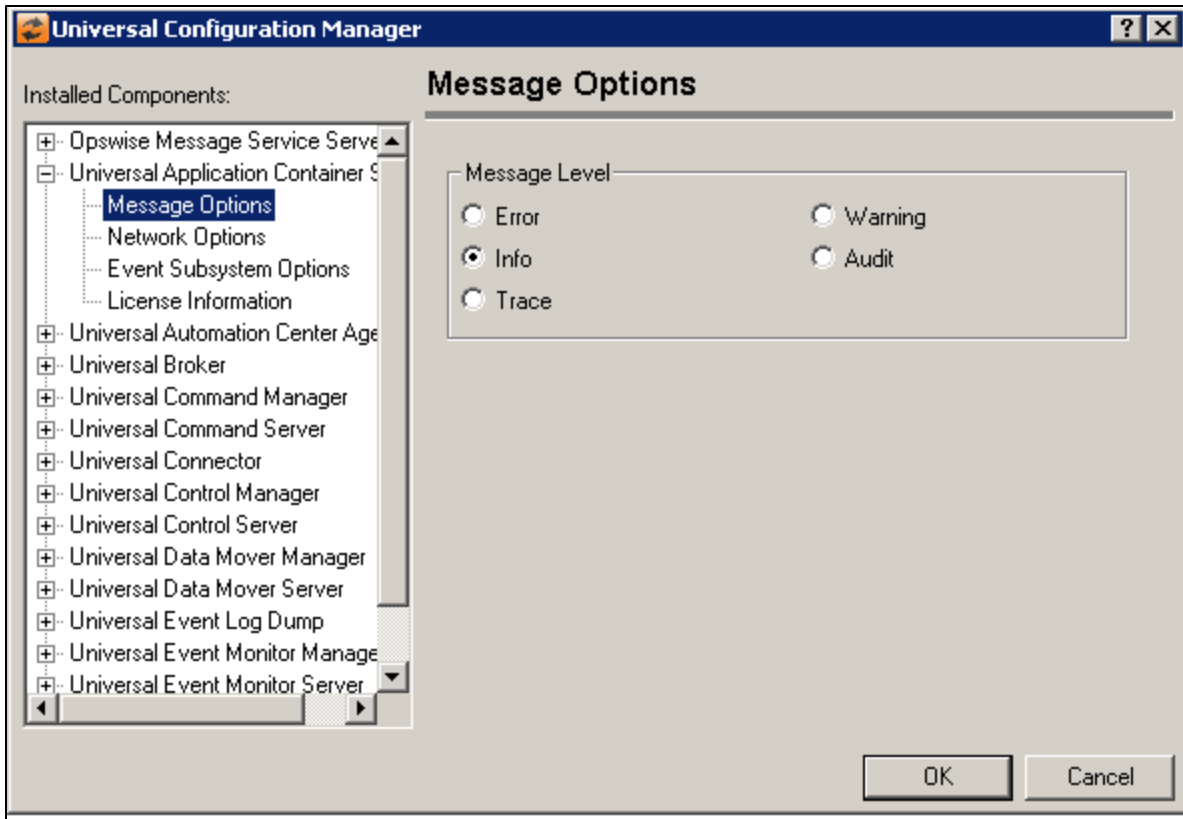 Universal Configuration Manager
Installed Components:
Opswise Message Service Serve
Universal Application Container S
Message Options
Network Options
Event Subsystem Options
License Information
Universal Automation Center Age
Universal Broker
Universal Command Manager
Universal Command Server
Universal Connector
Universal Control Manager
Universal Control Server
Universal Data Mover Manager
Universal Data Mover Server
Universal Event Log Dump
Universal Event Monitor Manage
Universal Event Monitor Server
Message Options
Message Level
Error
Warning
Info
Audit
Trace
OK
Cancel